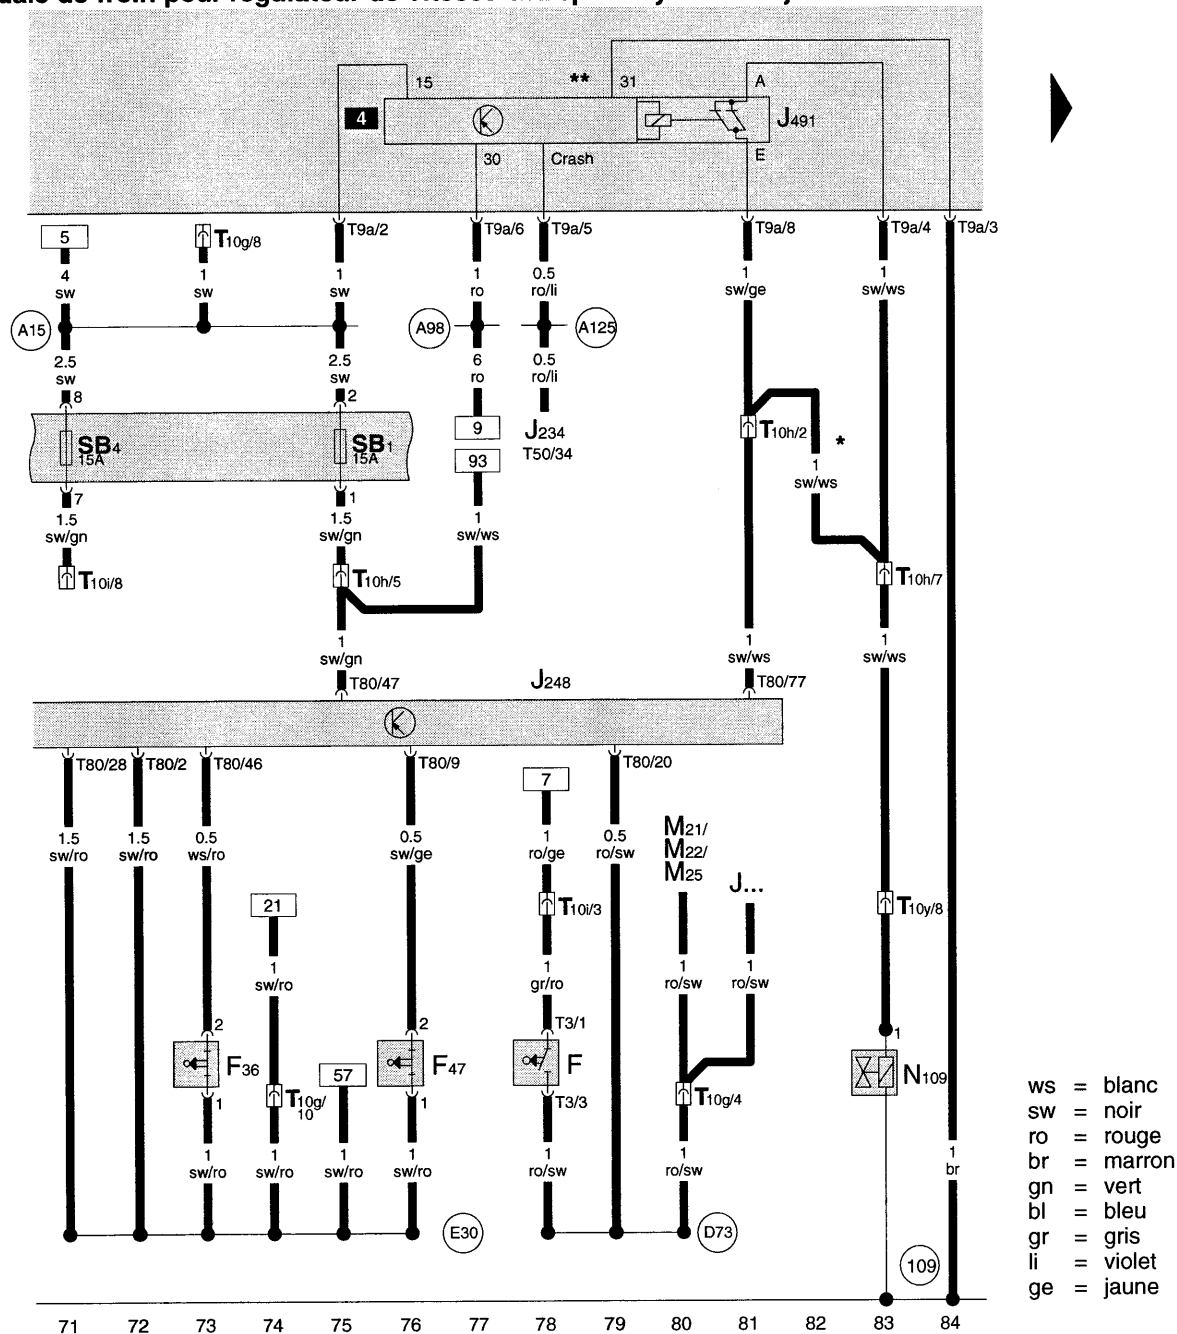 15
**
31
A
4
J491
30
Crash
E
5
T10g/8
T9a/2
T9a/6
T9a/5
T9a/8
T9a/4
T9a/3
4
sw
1
sw
1
sw
1
ro
0.5
ro/li
1
sw/ge
1
sw/ws
A15
A98
A125
2.5
sw
2.5
sw
6
ro
0.5
ro/li
8
2
SB4
15A
SB1
15A
9
93
J234
T50/34
T10h/2
*
1
sw/ws
7
1
1.5
sw/gn
1.5
sw/gn
1
sw/ws
T10i/8
T10h/5
T10h/7
1
sw/gn
1
sw/ws
1
sw/ws
T80/47
J248
T80/77
T80/28
T80/2
T80/46
T80/9
T80/20
7
1.5
sw/ro
1.5
sw/ro
0.5
ws/ro
0.5
sw/ge
1
ro/ge
0.5
ro/sw
M21/
M22/
M25
J...
21
T10i/3
T10y/8
1
sw/ro
1
gr/ro
1
ro/sw
1
ro/sw
2
2
T3/1
1
F36
57
F47
F
N109
1
T10g/
10
1
T3/3
T10g/4
1
sw/ro
1
sw/ro
1
sw/ro
1
sw/ro
1
ro/sw
1
ro/sw
1
br
E30
D73
109
71 72 73 74 75 76 77 78 79 80 81 82 83 84
ws = blanc
sw = noir
ro = rouge
br = marron
gn = vert
bl = bleu
gr = gris
li = violet
ge = jaune